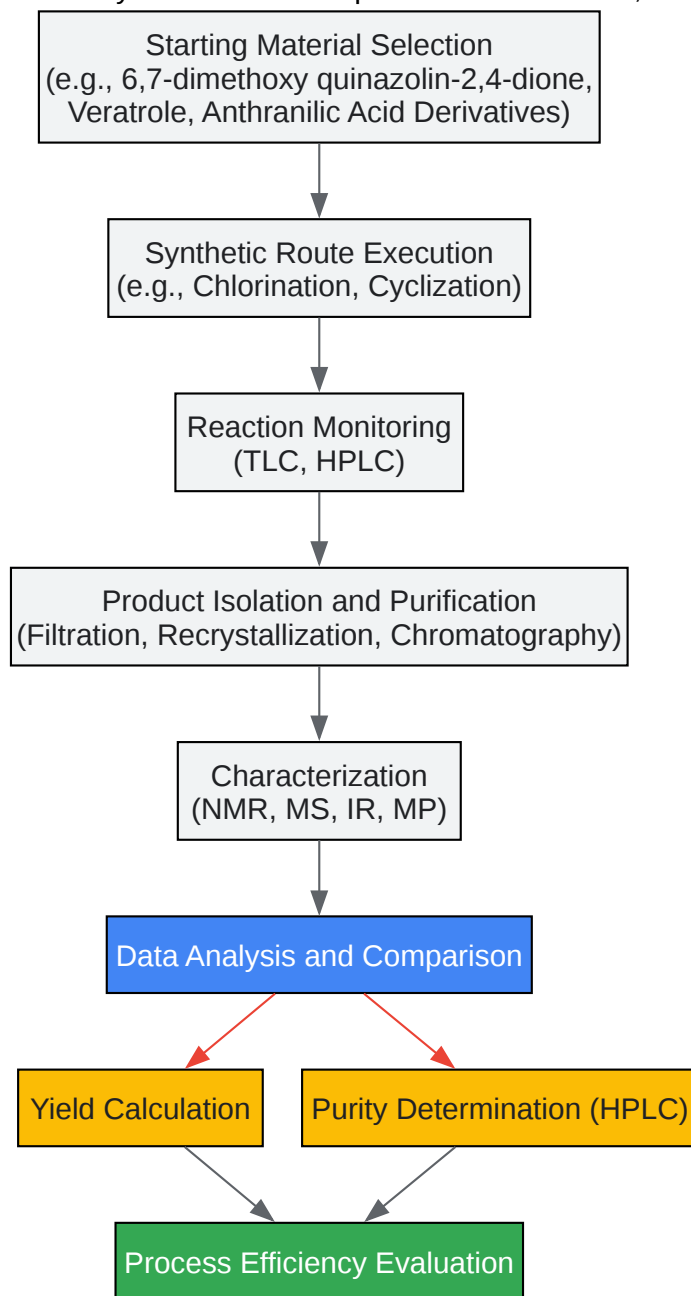 Starting Material Selection
(e.g., 6,7-dimethoxy quinazolin-2,4-dione,
Veratrole, Anthranilic Acid Derivatives)
Synthetic Route Execution
(e.g., Chlorination, Cyclization)
Reaction Monitoring
(TLC, HPLC)
Product Isolation and Purification
(Filtration, Recrystallization, Chromatography)
Characterization
(NMR, MS, IR, MP)
Data Analysis and Comparison
Yield Calculation
Purity Determination (HPLC)
Process Efficiency Evaluation